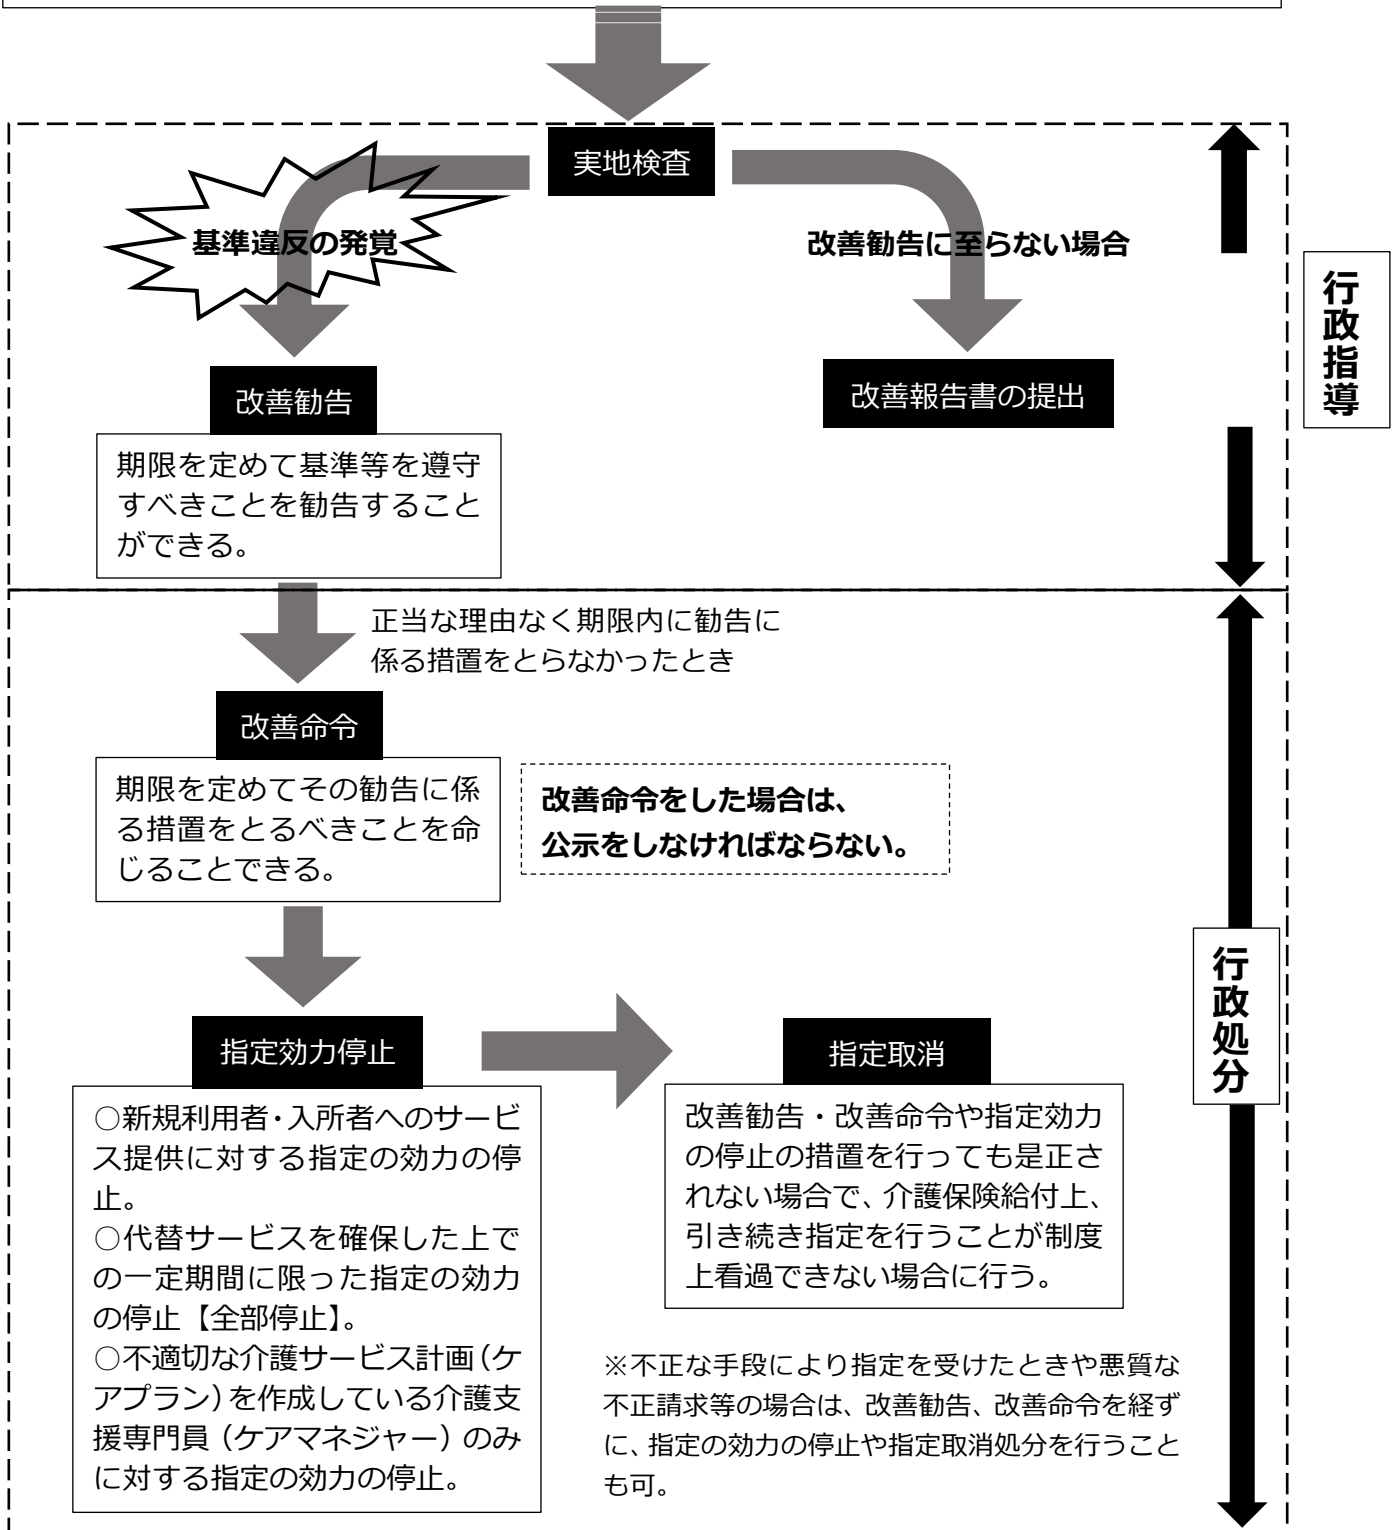 実地検査
基準違反の発覚
改善勧告に至らない場合
行政指導
改善勧告
改善報告書の提出
期限を定めて基準等を遵守
すべきことを勧告すること
ができる。
正当な理由なく期限内に勧告に
係る措置をとらなかったとき
改善命令
期限を定めてその勧告に係
る措置をとるべきことを命
じることできる。
改善命令をした場合は、
公示をしなければならない。
行政処分
指定効力停止
○新規利用者・入所者へのサービ
ス提供に対する指定の効力の停
止。
○代替サービスを確保した上で
の一定期間に限った指定の効力
の停止【全部停止】。
○不適切な介護サービス計画(ケ
アプラン)を作成している介護支
援専門員(ケアマネジャー)のみ
に対する指定の効力の停止。
指定取消
改善勧告・改善命令や指定効力
の停止の措置を行っても是正さ
れない場合で、介護保険給付上、
引き続き指定を行うことが制度
上看過できない場合に行う。
※不正な手段により指定を受けたときや悪質な
不正請求等の場合は、改善勧告、改善命令を経ず
に、指定の効力の停止や指定取消処分を行うこと
も可。